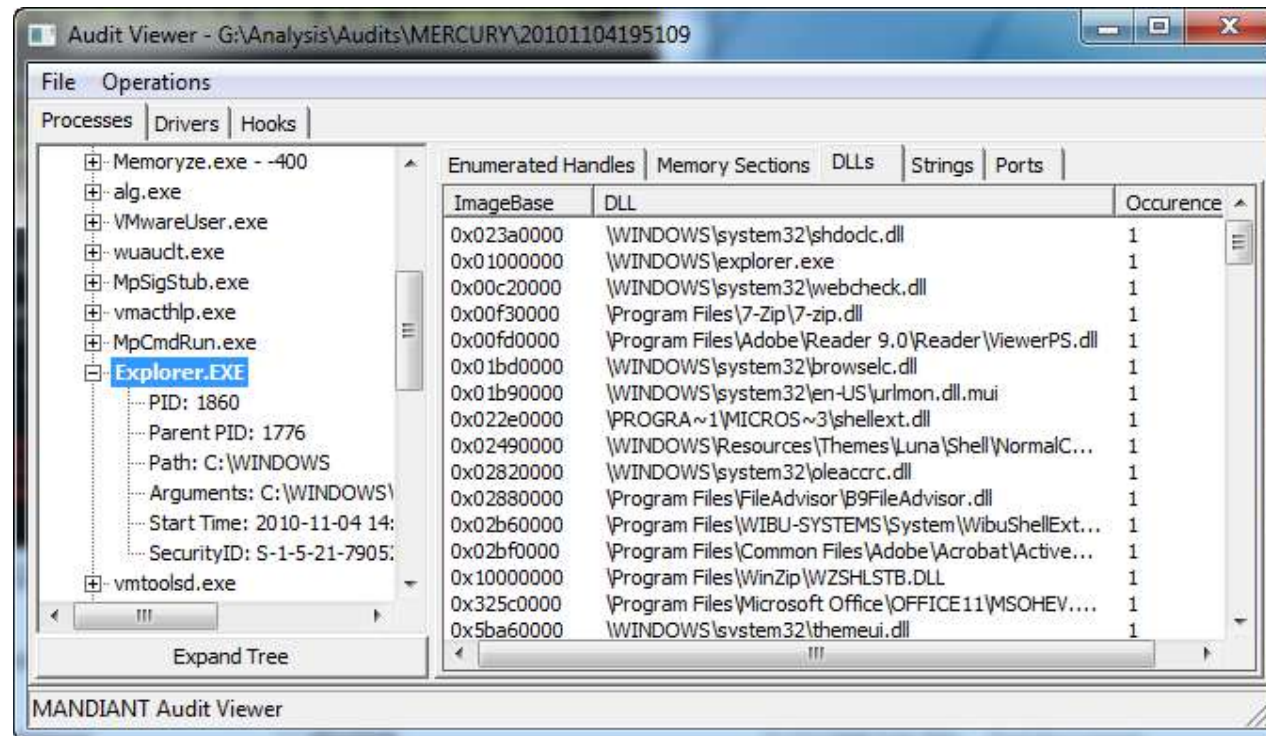 Audit Viewer - G:\Analysis\Audits\MERCURY\20101104195109
File Operations
Processes Drivers Hooks
Memoryze.exe - -400
alg.exe
VMwareUser.exe
wuauclt.exe
MpSigStub.exe
vmacthlp.exe
MpCmdRun.exe
Explorer.EXE
PID: 1860
Parent PID: 1776
Path: C:\WINDOWS
Arguments: C:\WINDOWS\
Start Time: 2010-11-04 14:
SecurityID: S-1-5-21-79052
vmtoolsd.exe
Expand Tree
Enumerated Handles Memory Sections DLLs Strings Ports
ImageBase DLL Occurence
0x023a0000 \WINDOWS\system32\shdoclc.dll 1
0x01000000 \WINDOWS\explorer.exe 1
0x00c20000 \WINDOWS\system32\webcheck.dll 1
0x00f30000 \Program Files\7-Zip\7-zip.dll 1
0x00fd0000 \Program Files\Adobe\Reader 9.0\Reader\ViewerPS.dll 1
0x01bd0000 \WINDOWS\system32\browselc.dll 1
0x01b90000 \WINDOWS\system32\en-US\urlmon.dll.mui 1
0x022e0000 \PROGRA~1\MICROS~3\shellext.dll 1
0x02490000 \WINDOWS\Resources\Themes\Luna\Shell\NormalC... 1
0x02820000 \WINDOWS\system32\oleaccrc.dll 1
0x02880000 \Program Files\FileAdvisor\B9FileAdvisor.dll 1
0x02b60000 \Program Files\WIBU-SYSTEMS\System\WibuShellExt... 1
0x02bf0000 \Program Files\Common Files\Adobe\Acrobat\Active... 1
0x10000000 \Program Files\WinZip\WZSHLSTB.DLL 1
0x325c0000 \Program Files\Microsoft Office\OFFICE11\MSOHEV.... 1
0x5ba60000 \WINDOWS\system32\themeui.dll 1
MANDIANT Audit Viewer